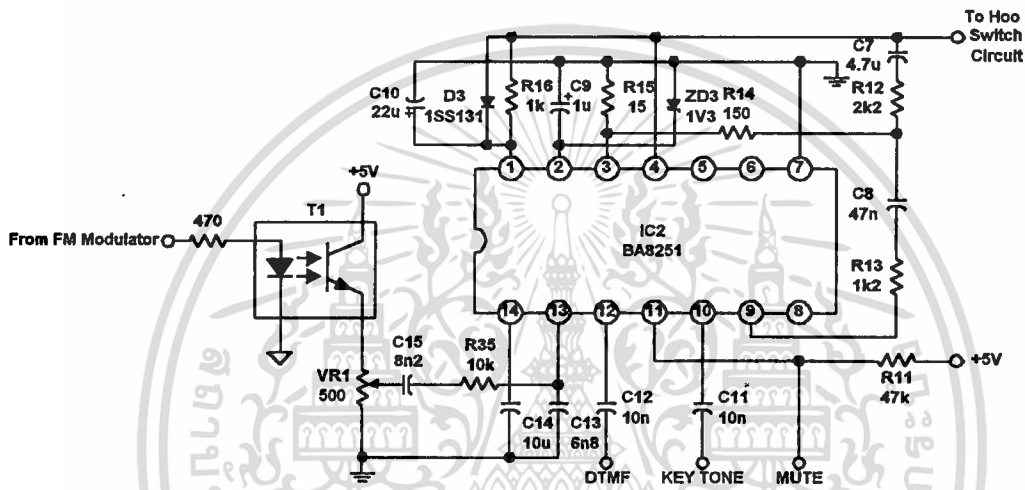 To Hoo
Switch
Circuit
C7
4.7u
R12
2k2
C10
22u
+
D3
1SS131
R16
1k
C9
1u
+
R15
15
ZD3
1V3
R14
150
1
2
3
4
5
6
7
+5V
T1
470
From FM Modulator
IC2
BA8251
C8
47n
R13
1k2
14
13
12
11
10
9
8
C15
8n2
R35
10k
VR1
500
C14
10u
C13
6n8
C12
10n
C11
10n
R11
47k
+5V
DTMF
KEY TONE
MUTE